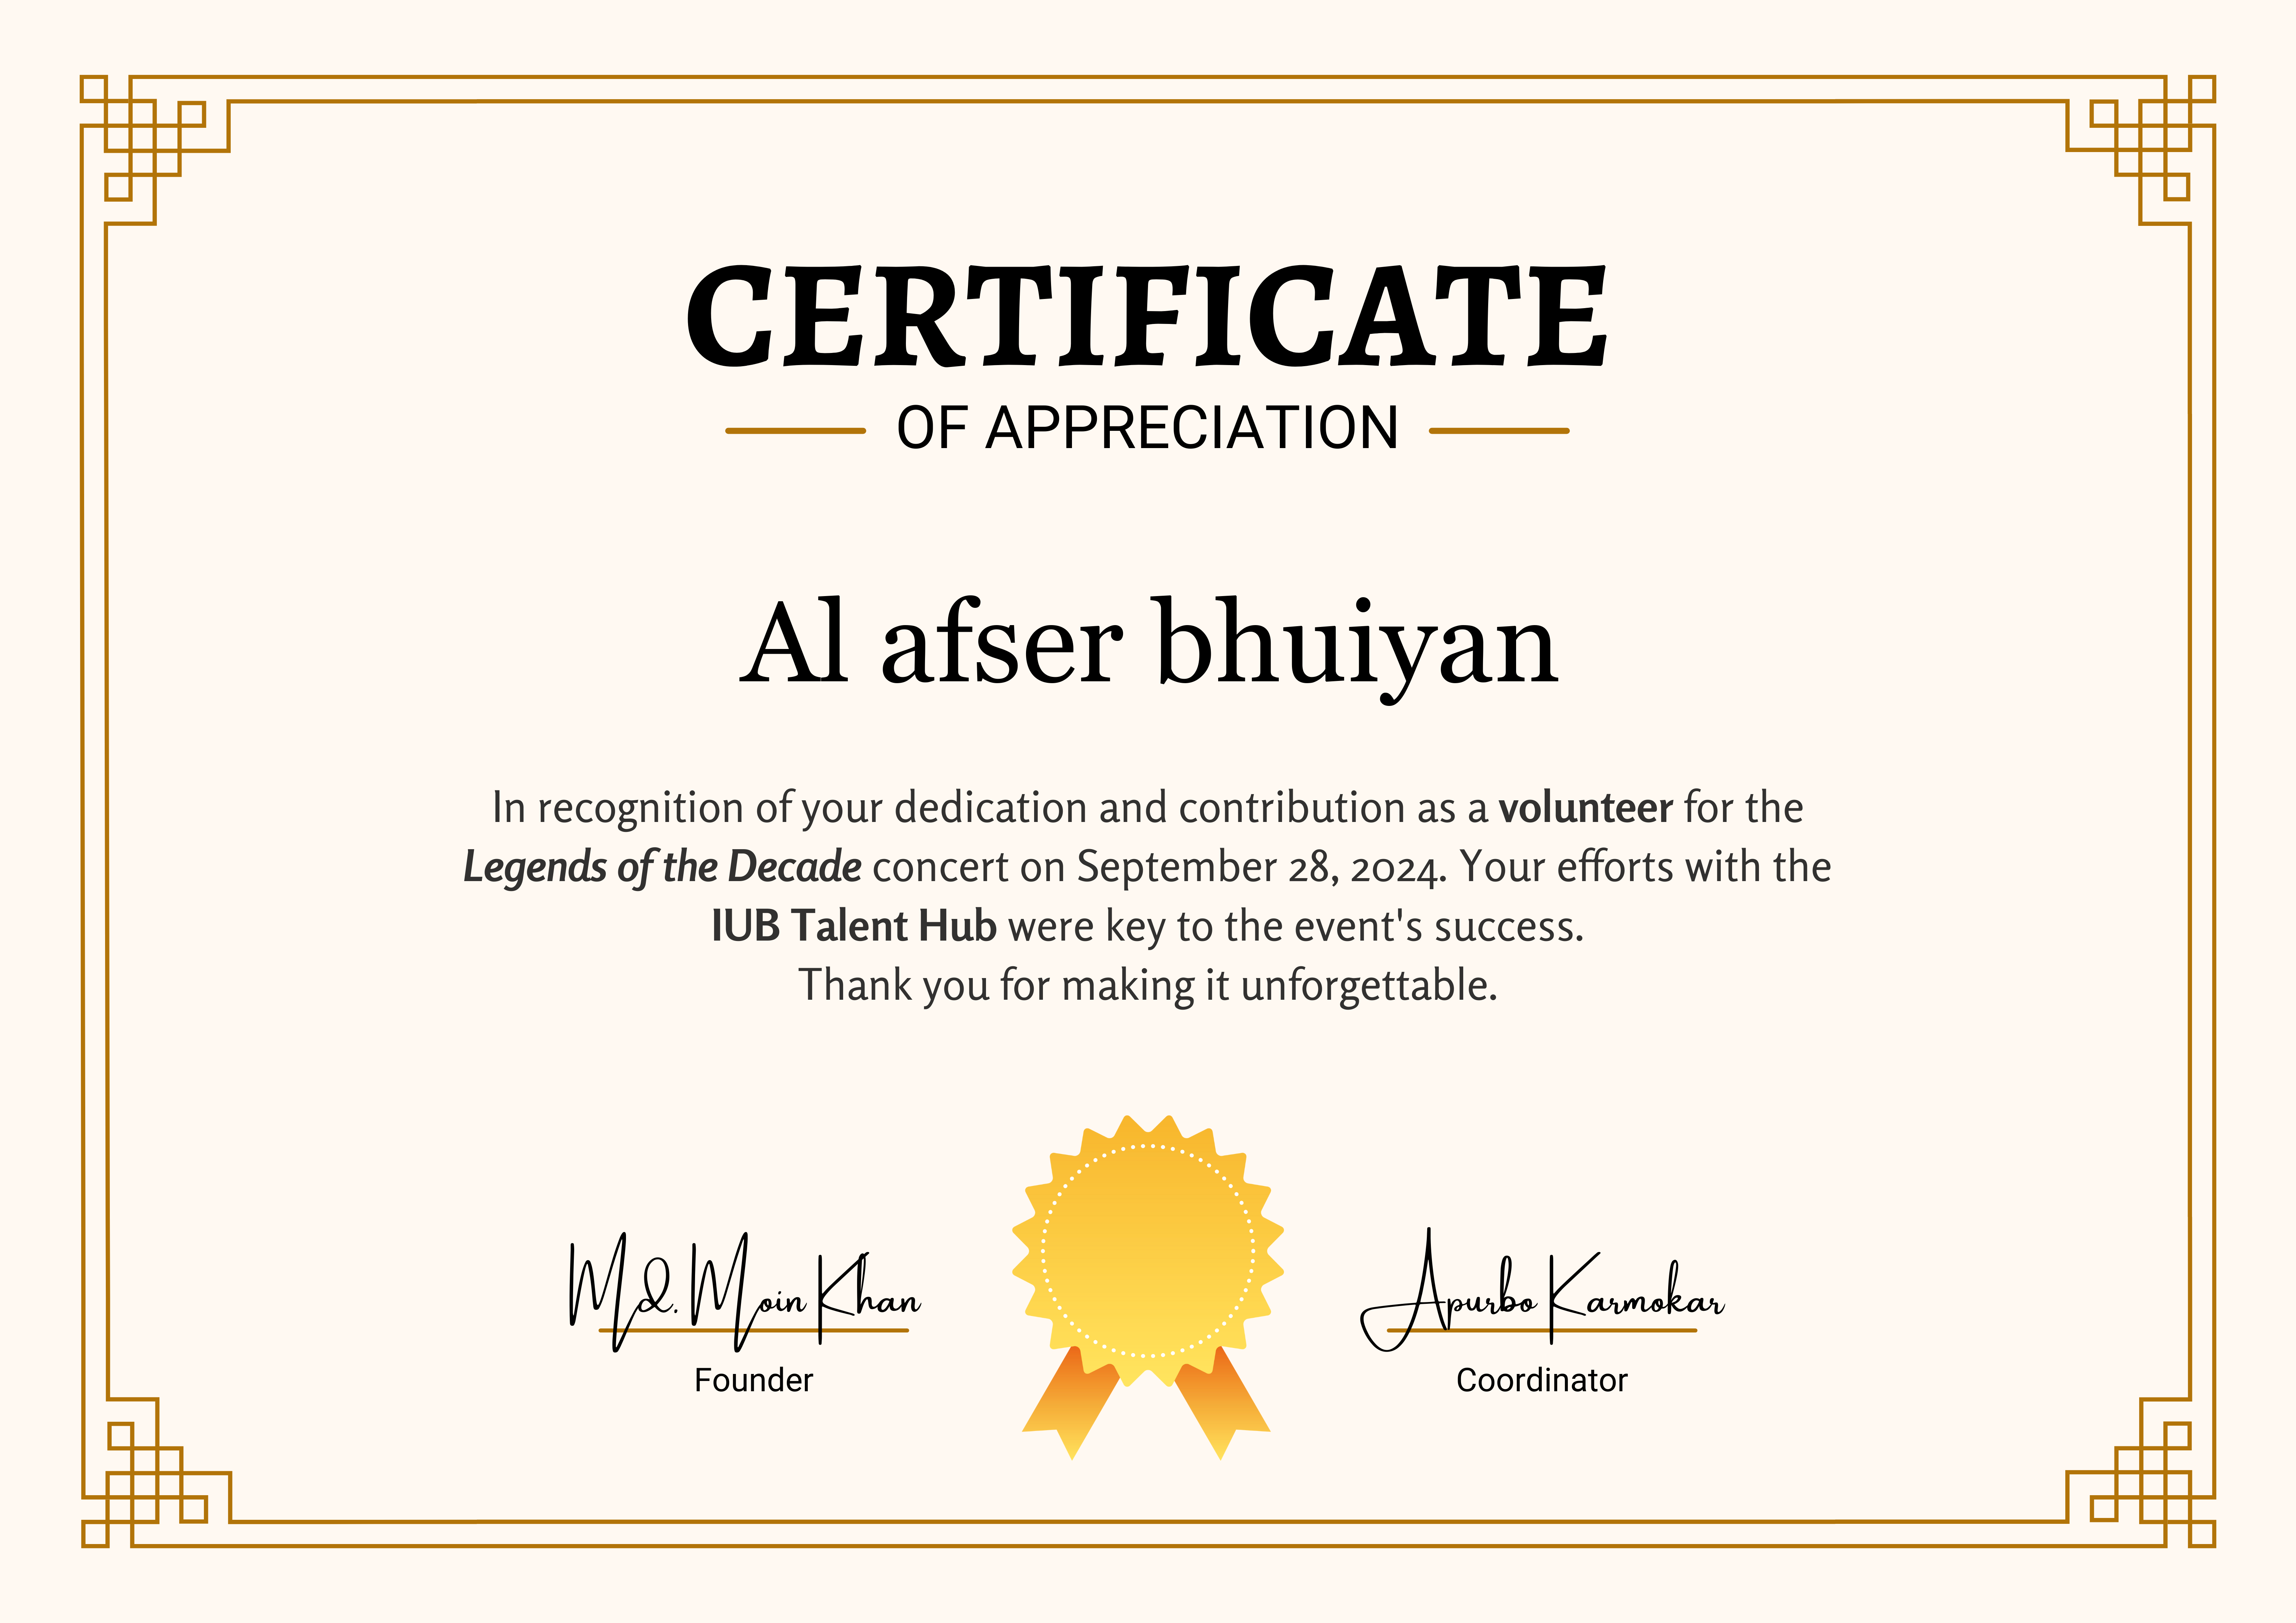 CERTIFICATE
OF APPRECIATION
Al afser bhuiyan
In recognition of your dedication and contribution as a volunteer for the
Legends of the Decade concert on September 28, 2024. Your efforts with the
IUB Talent Hub were key to the event's success.
Thank you for making it unforgettable.
Md. Moin Khan
Founder
Apurbo Karmokar
Coordinator